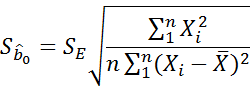 $S_{\hat{b}_0} = S_E \sqrt{\frac{\sum_1^n X_i^2}{n \sum_1^n (X_i - \bar{X})^2}}$